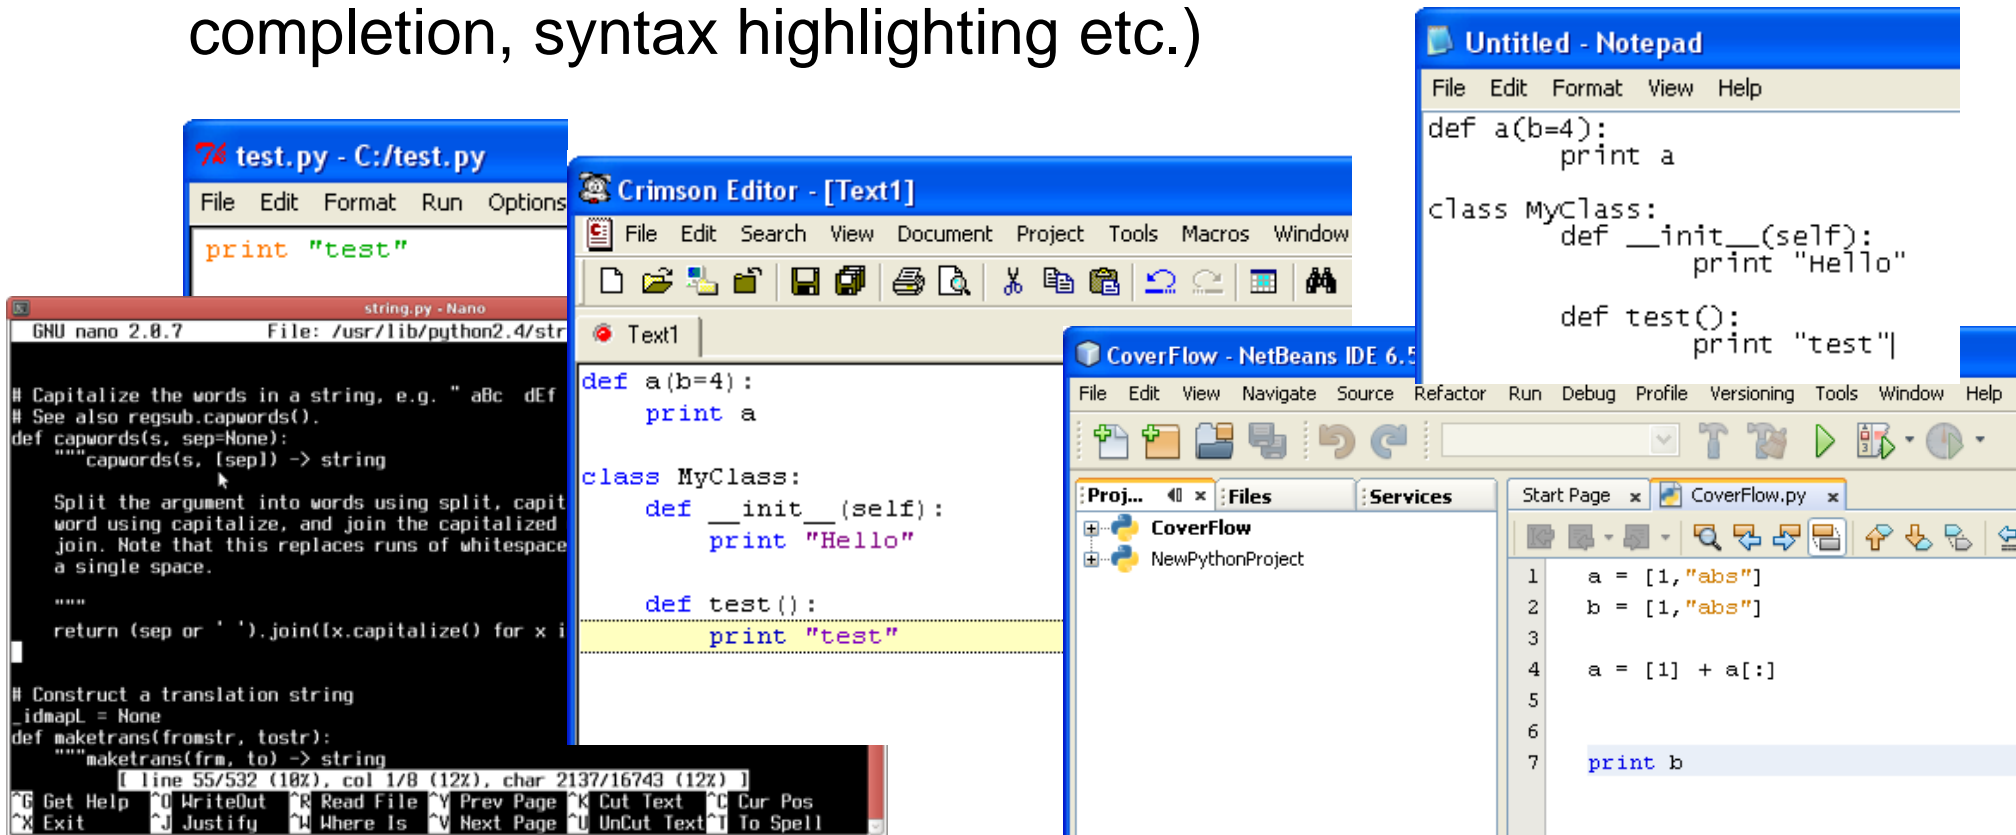 completion, syntax highlighting etc.)
Untitled - Notepad
File Edit Format View Help
def a(b=4):
print a
class MyClass:
def __init__(self):
print "Hello"
def test():
print "test"
test.py - C:/test.py
File Edit Format Run Options
print "test"
Crimson Editor - [Text1]
File Edit Search View Document Project Tools Macros Window
Text1
def a(b=4):
print a
class MyClass:
def __init__(self):
print "Hello"
def test():
print "test"
string.py - Nano
GNU nano 2.0.7 File: /usr/lib/python2.4/str
# Capitalize the words in a string, e.g. " aBc dEf
# See also regsub.capwords().
def capwords(s, sep=None):
"""capwords(s, [sep]) -> string
Split the argument into words using split, capit
word using capitalize, and join the capitalized
join. Note that this replaces runs of whitespace
a single space.
"""
return (sep or ' ').join([x.capitalize() for x i
# Construct a translation string
_idmapL = None
def maketrans(fromstr, tostr):
"""maketrans(frm, to) -> string
[ line 55/532 (10%), col 1/8 (12%), char 2137/16743 (12%) ]
^G Get Help ^O WriteOut ^R Read File ^Y Prev Page ^K Cut Text ^C Cur Pos
^X Exit ^J Justify ^W Where Is ^V Next Page ^U UnCut Text ^T To Spell
CoverFlow - NetBeans IDE 6.5
File Edit View Navigate Source Refactor Run Debug Profile Versioning Tools Window Help
Proj... Files Services
CoverFlow
NewPythonProject
Start Page CoverFlow.py
1 a = [1,"abs"]
2 b = [1,"abs"]
3
4 a = [1] + a[:]
5
6
7 print b